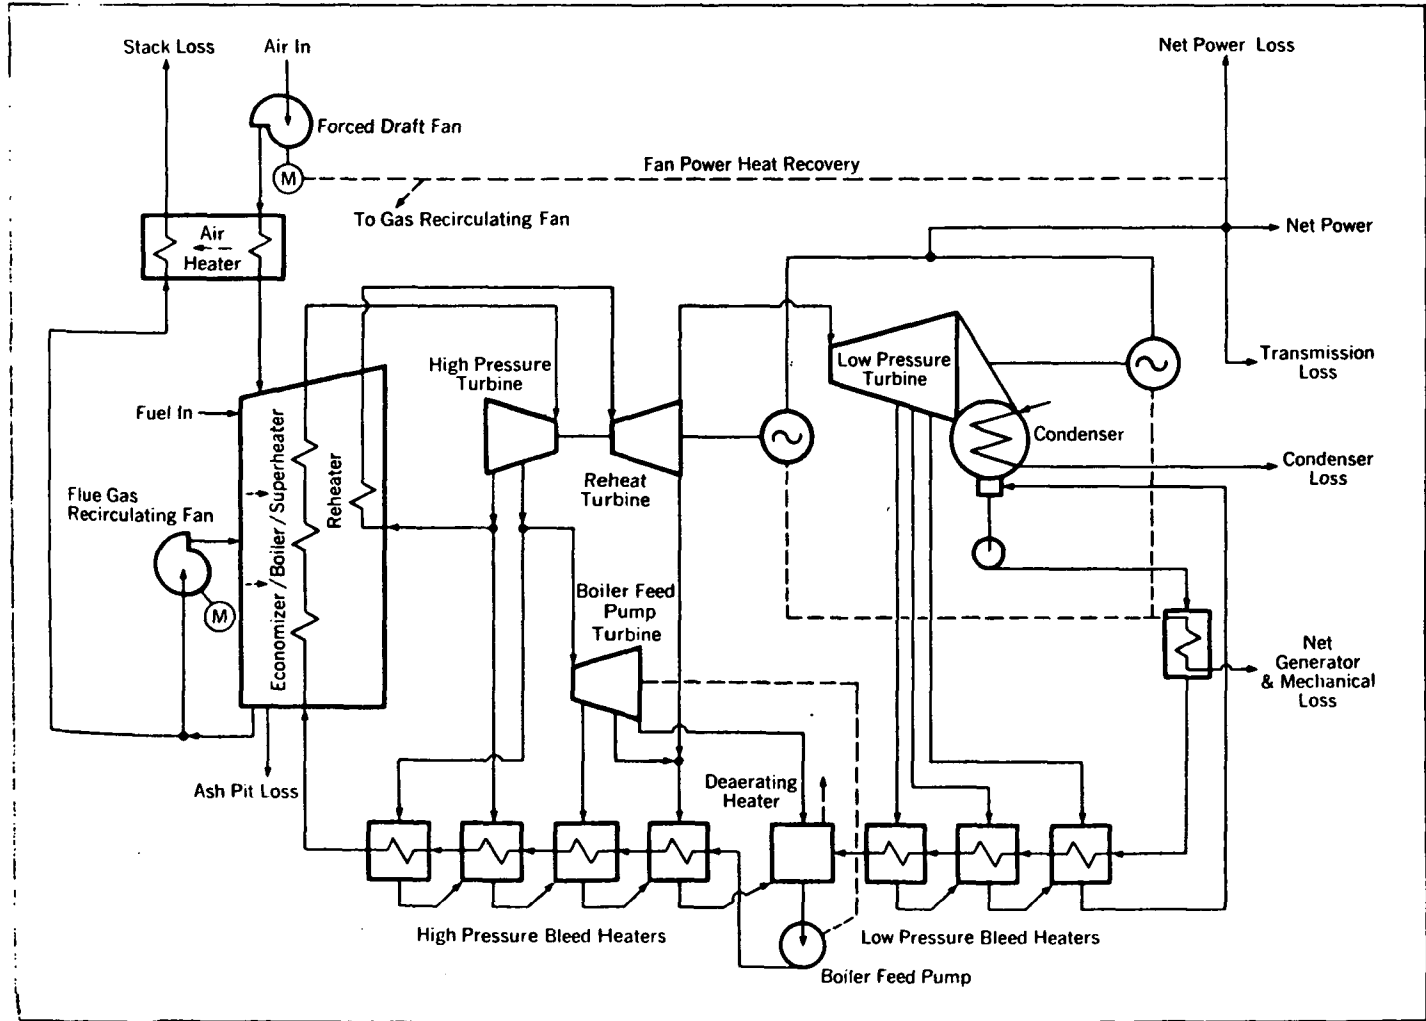 Stack Loss
Air In
Net Power Loss
Forced Draft Fan
Fan Power Heat Recovery
M
To Gas Recirculating Fan
Net Power
Air
Heater
High Pressure
Turbine
Low Pressure
Turbine
Transmission
Loss
Fuel In
Condenser
Condenser
Loss
Economizer/Boiler/Superheater
Reheater
Reheat
Turbine
Flue Gas
Recirculating Fan
M
Boiler Feed
Pump
Turbine
Net
Generator
& Mechanical
Loss
Ash Pit Loss
Deaerating
Heater
High Pressure Bleed Heaters
Low Pressure Bleed Heaters
Boiler Feed Pump